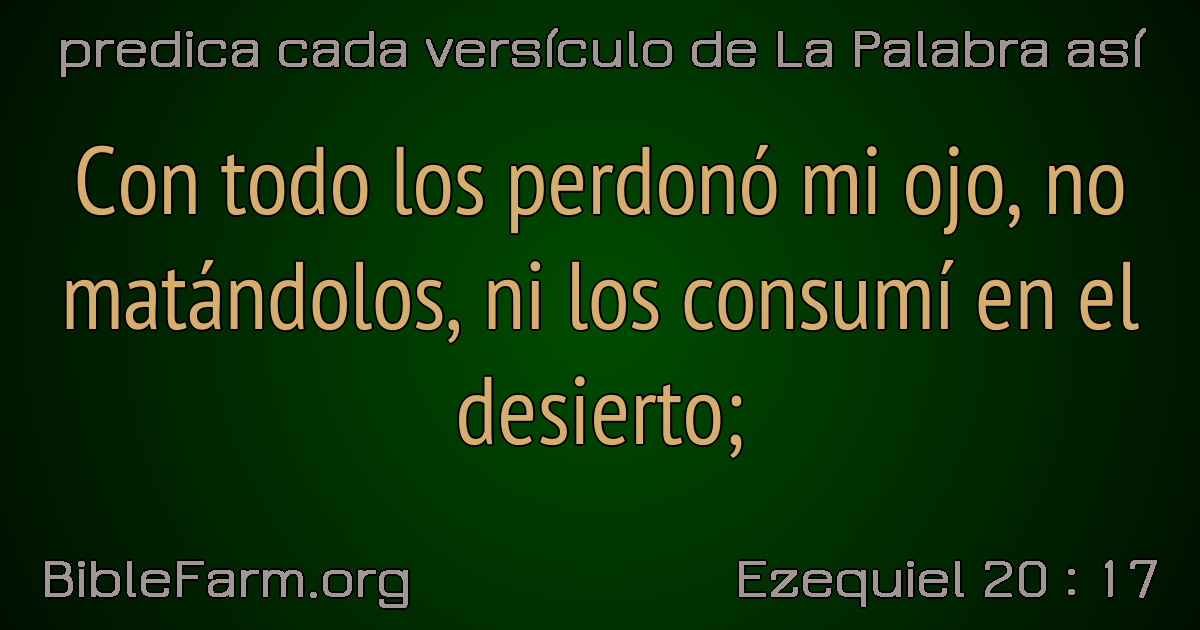 predica cada versículo de La Palabra así
Con todo los perdonó mi ojo, no
matándolos, ni los consumí en el
desierto;
BibleFarm.org
Ezequiel 20 : 17